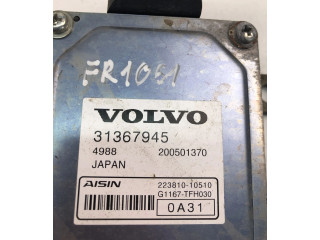 FR1051
VOLVO
31367945
4988 200501370
JAPAN
AISIN 223810-10510
G1167-TFH030
0A31